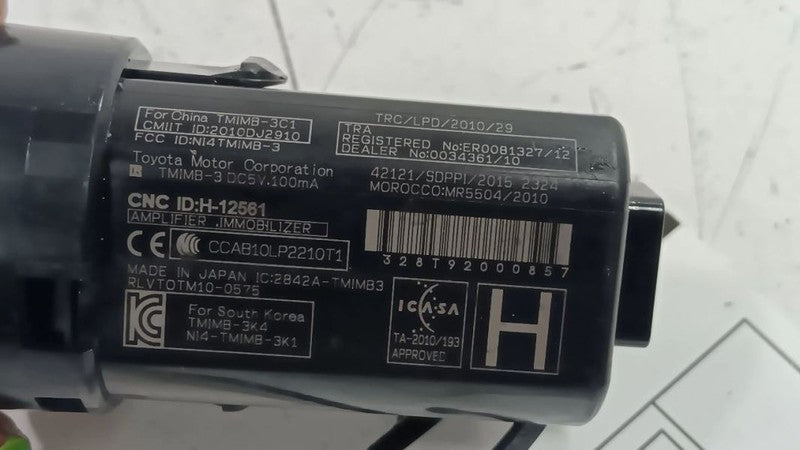 For China TMIMB-3C1
CMIIT ID:2010DJ2910
FCC ID:NI4TMIMB-3
Toyota Motor Corporation
TMIMB-3 DC5V.100mA
CNC ID:H-12561
AMPLIFIER .IMMOBILIZER
CE
CCAB10LP2210T1
MADE IN JAPAN IC:2842A-TMIMB3
RLVTOTM10-0575
KC
For South Korea
TMIMB-3K4
NI4-TMIMB-3K1
TRC/LPD/2010/29
TRA
REGISTERED No:ER0081327/12
DEALER No:0034361/10
42121/SDPPI/2015 2324
MOROCCO:MR5504/2010
328T92000857
ICASA
TA-2010/193
APPROVED
H